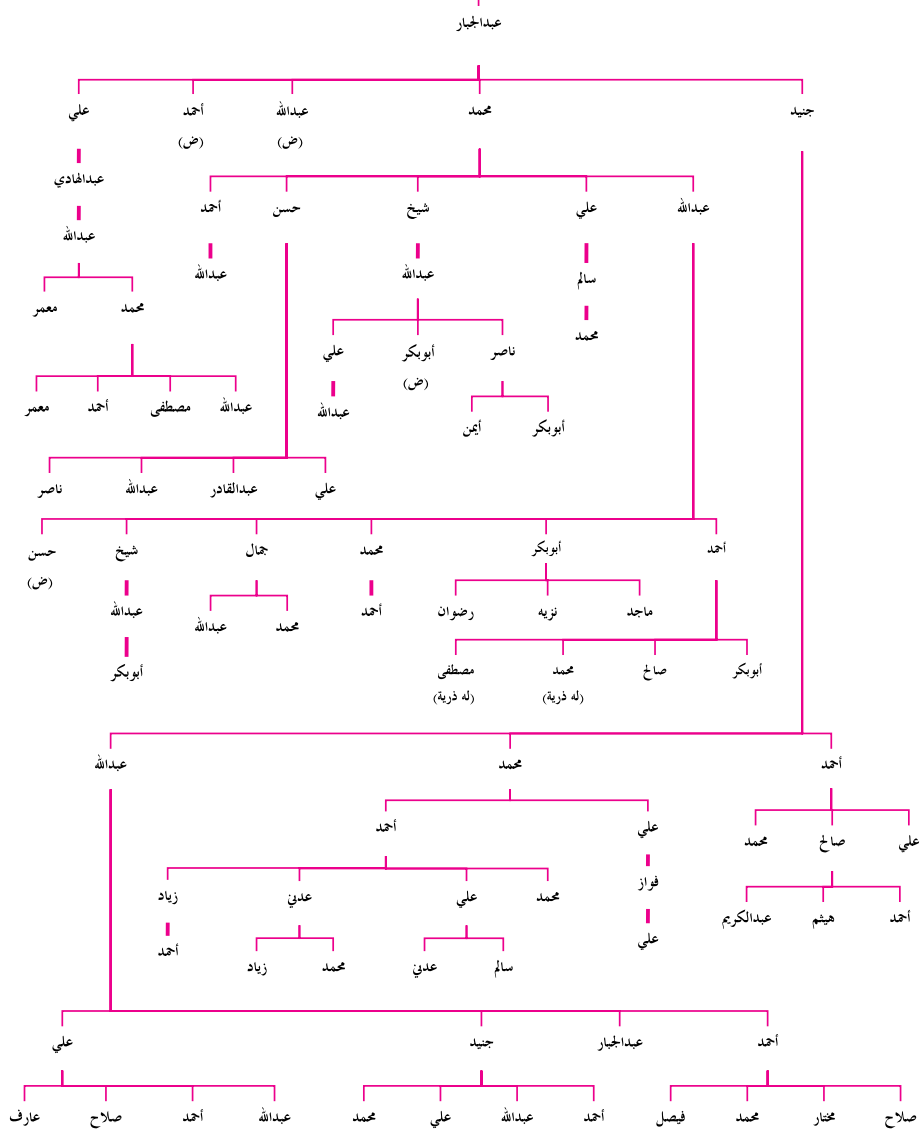 عبدالجبار
جنيد محمد عبدالله أحمد علي
(ض) (ض)
عبدالهادي
عبدالله علي شيخ حسن أحمد
عبدالله
سالم عبدالله عبدالله
محمد معمر
محمد
ناصر أبوبكر علي
(ض)
عبدالله مصطفى أحمد معمر
أبوبكر أيمن عبدالله
علي عبدالقادر عبدالله ناصر
أحمد أبوبكر محمد جمال شيخ حسن
(ض)
ماجد نزيه رضوان أحمد عبدالله
محمد عبدالله
أبوبكر صالح محمد مصطفى أبوبكر
(له ذرية) (له ذرية)
أحمد محمد عبدالله
علي أحمد
علي صالح محمد
فواز
محمد علي عدني زياد
أحمد هيثم عبدالكريم
علي أحمد
سالم عدني محمد زياد
أحمد عبدالجبار جنيد علي
صلاح مختار محمد فيصل أحمد عبدالله علي محمد عبدالله أحمد صلاح عارف